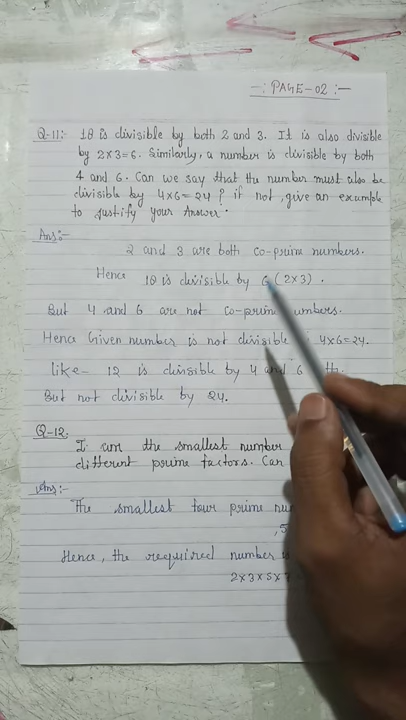 -: PAGE-02 :-
Q-11:- 18 is divisible by both 2 and 3. It is also divisible
by 2×3=6. Similarly, a number is divisible by both
4 and 6. Can we say that the number must also be
divisible by 4×6=24? if not, give an example
to justify your Answer.
Ans:-
2 and 3 are both co-prime numbers.
Hence 18 is divisible by 6 (2×3).
But 4 and 6 are not co-prime
Hence Given number is not divisible 4×6=24.
like- 12 is divisible by 4 and 6
But not divisible by 24.
Q-12.
I am the smallest number
different prime factors. Can
Ans:-
The smallest four prime
,5
Hence, the required number is
2×3×5×7